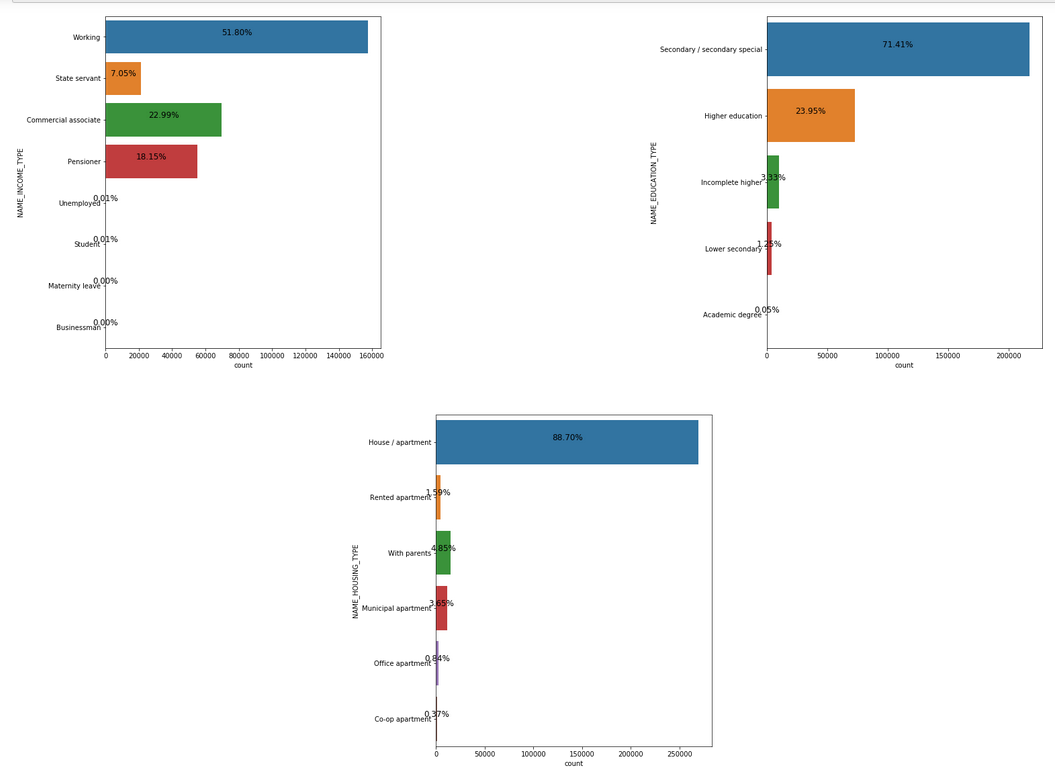 NAME_INCOME_TYPE
Working
51.80%
State servant
7.05%
Commercial associate
22.99%
Pensioner
18.15%
Unemployed
0.01%
Student
0.01%
Maternity leave
0.00%
Businessman
0.00%
0 20000 40000 60000 80000 100000 120000 140000 160000
count
NAME_EDUCATION_TYPE
Secondary / secondary special
71.41%
Higher education
23.95%
Incomplete higher
3.33%
Lower secondary
1.25%
Academic degree
0.05%
0 50000 100000 150000 200000
count
NAME_HOUSING_TYPE
House / apartment
88.70%
Rented apartment
1.59%
With parents
4.85%
Municipal apartment
3.65%
Office apartment
0.84%
Co-op apartment
0.37%
0 50000 100000 150000 200000 250000
count